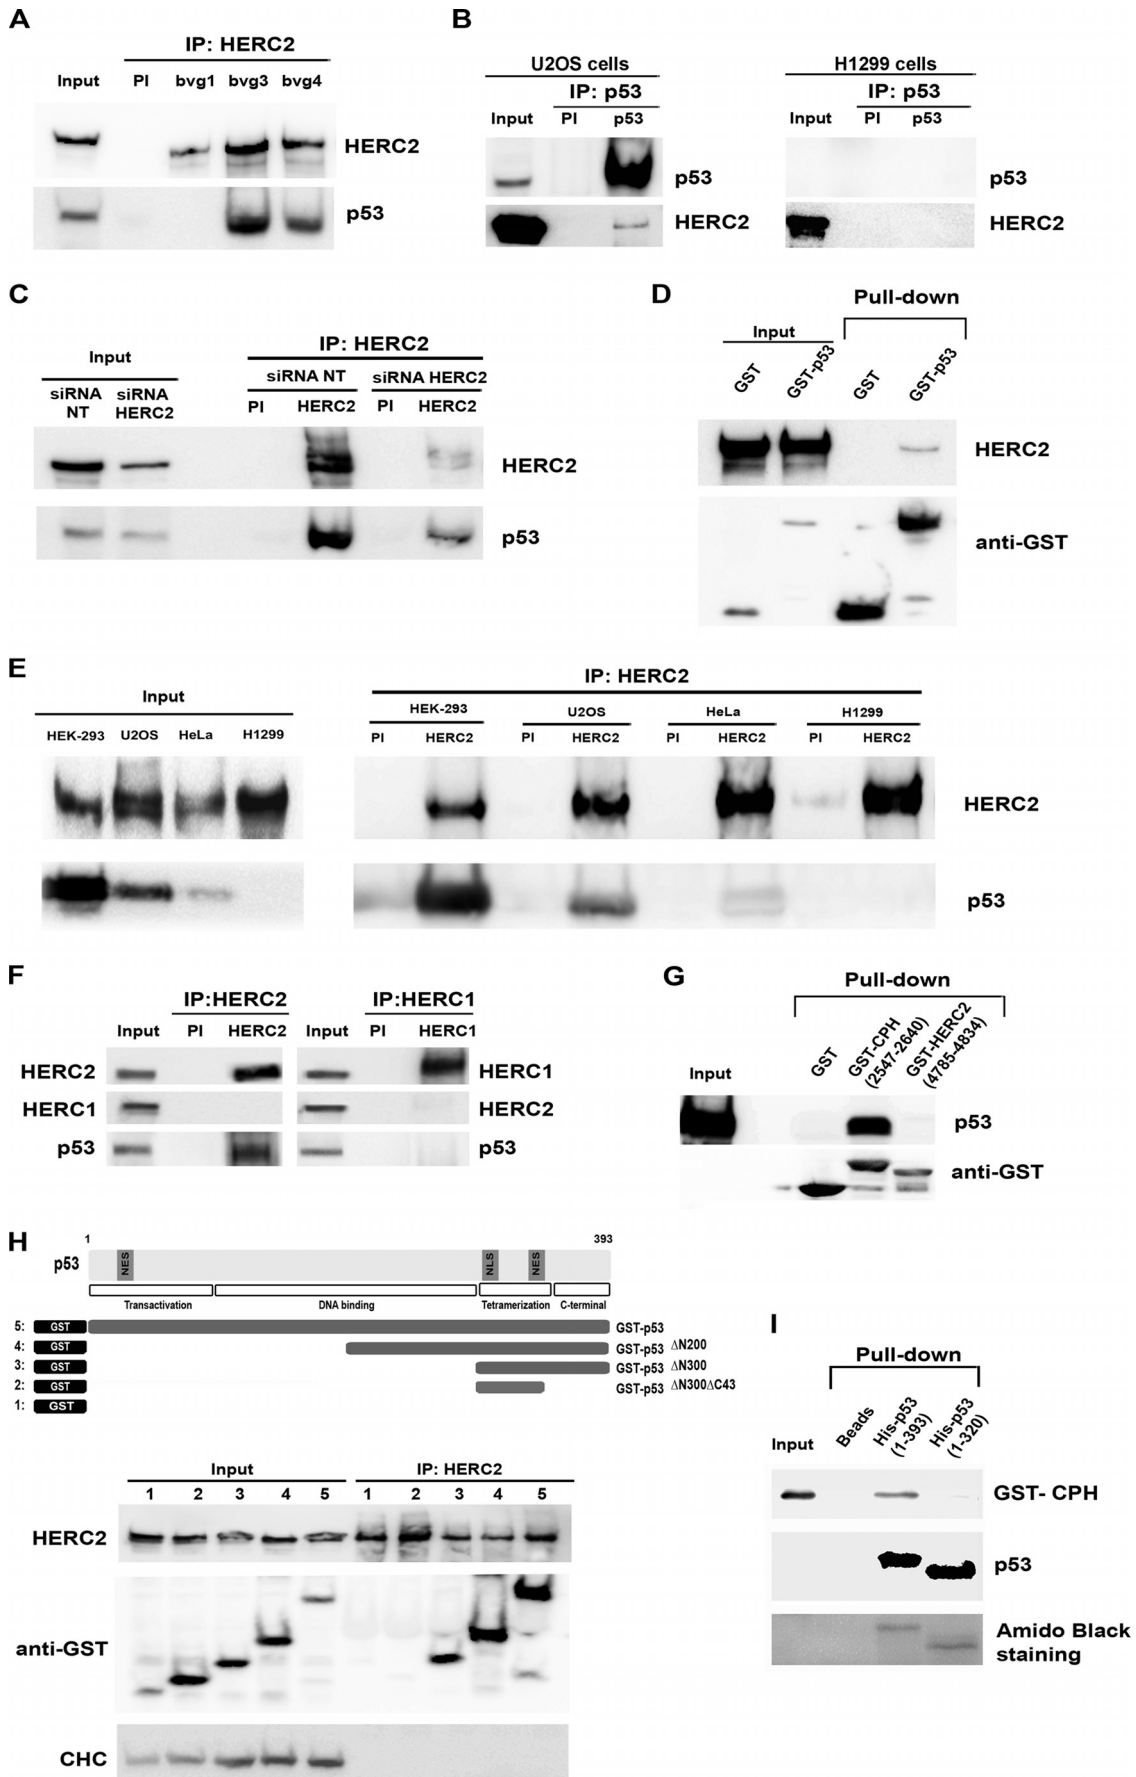 A
IP: HERC2
Input PI bvg1 bvg3 bvg4
HERC2
p53
B
U2OS cells H1299 cells
IP: p53 IP: p53
Input PI p53 Input PI p53
p53 p53
HERC2 HERC2
C
Input IP: HERC2
siRNA NT siRNA HERC2 siRNA NT siRNA HERC2
PI HERC2 PI HERC2
HERC2
p53
D
Pull-down
Input
GST GST-p53 GST GST-p53
HERC2
anti-GST
E
Input IP: HERC2
HEK-293 U2OS HeLa H1299
HEK-293 U2OS HeLa H1299
PI HERC2 PI HERC2 PI HERC2 PI HERC2
HERC2
p53
F
IP:HERC2 IP:HERC1
Input PI HERC2 Input PI HERC1
HERC2 HERC1
HERC1 HERC2
p53 p53
G
Pull-down
Input GST GST-CPH (2547-2640) GST-HERC2 (4785-4834)
p53
anti-GST
H
1 393
p53 NES NLS NES
Transactivation DNA binding Tetramerization C-terminal
5: GST GST-p53
4: GST GST-p53 ΔN200
3: GST GST-p53 ΔN300
2: GST GST-p53 ΔN300ΔC43
1: GST
Input IP: HERC2
1 2 3 4 5 1 2 3 4 5
HERC2
anti-GST
CHC
I
Pull-down
Input Beads His-p53 (1-393) His-p53 (1-320)
GST- CPH
p53
Amido Black
staining